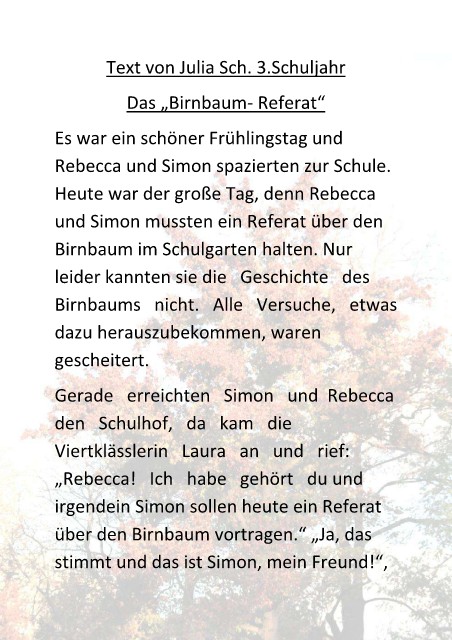 Text von Julia Sch. 3.Schuljahr
Das „Birnbaum- Referat“
Es war ein schöner Frühlingstag und
Rebecca und Simon spazierten zur Schule.
Heute war der große Tag, denn Rebecca
und Simon mussten ein Referat über den
Birnbaum im Schulgarten halten. Nur
leider kannten sie die Geschichte des
Birnbaums nicht. Alle Versuche, etwas
dazu herauszubekommen, waren
gescheitert.
Gerade erreichten Simon und Rebecca
den Schulhof, da kam die
Viertklässlerin Laura an und rief:
„Rebecca! Ich habe gehört du und
irgendein Simon sollen heute ein Referat
über den Birnbaum vortragen.“ „Ja, das
stimmt und das ist Simon, mein Freund!“,